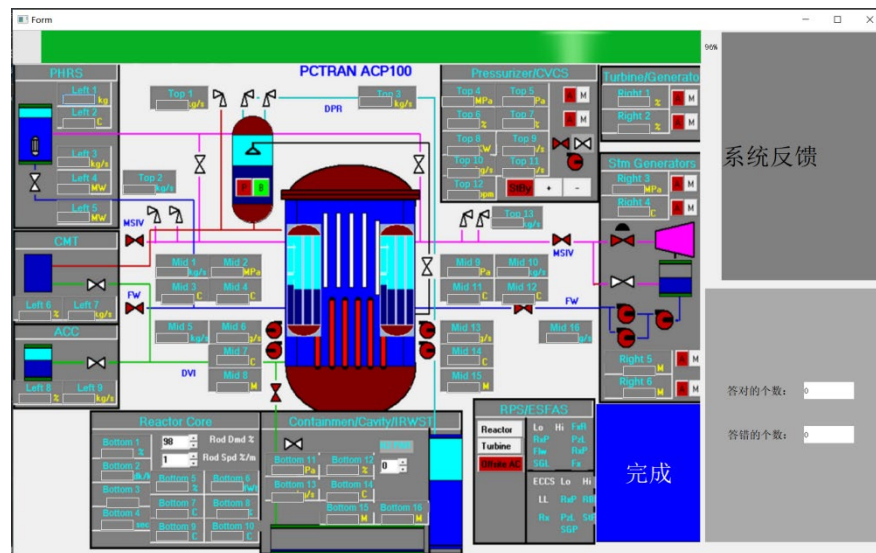 Form
96%
PHRS
Left 1
kg
Left 2
C
Left 3
kg/s
Left 4
MW
Left 5
MW
CMT
Left 6
%
Left 7
kg/s
ACC
Left 8
%
Left 9
kg/s
PCTRAN ACP100
Top 1
Top 3
kg/s
DPR
Top 2
kg/s
P
B
MSIV
FW
DVI
Mid 1
kg/s
Mid 2
MPa
Mid 3
C
Mid 4
C
Mid 5
kg/s
Mid 6
Mid 7
C
Mid 8
M
Pressurizer/CVCS
Top 4
MPa
Top 5
Pa
A M
Top 6
%
Top 7
%
A M
Top 8
Top 9
Top 10
Top 11
Top 12
ppm
StBy + -
Top 13
kg/s
MSIV
Mid 9
Pa
Mid 10
kg/s
Mid 11
C
Mid 12
C
FW
Mid 13
Mid 14
C
Mid 15
M
Mid 16
Turbine/Generato
Right 1
%
A M
Right 2
%
A M
Stm Generators
Right 3
MPa
A M
Right 4
C
A M
Right 5
M
A M
Right 6
M
A M
Reactor Core
Bottom 1
%
98 Rod Dmd %
1 Rod Spd %/m
Bottom 2
Bottom 3
Bottom 4
sec
Bottom 5
%
Bottom 6
Bottom 7
C
Bottom 8
Bottom 9
C
Bottom 10
C
Containmen/Cavity/IRWST
Bottom 11
Pa
Bottom 12
%
0
Bottom 13
Bottom 14
C
Bottom 15
M
Bottom 16
M
RPS/ESFAS
Reactor
Turbine
Offsite AC
Lo Hi FxR
RxP PzL
Flw RxP
SGL Fx
ECCS Lo Hi
LL RxP RB
Rx PzL Stl
SGP
完成
系统反馈
答对的个数： 0
答错的个数： 0